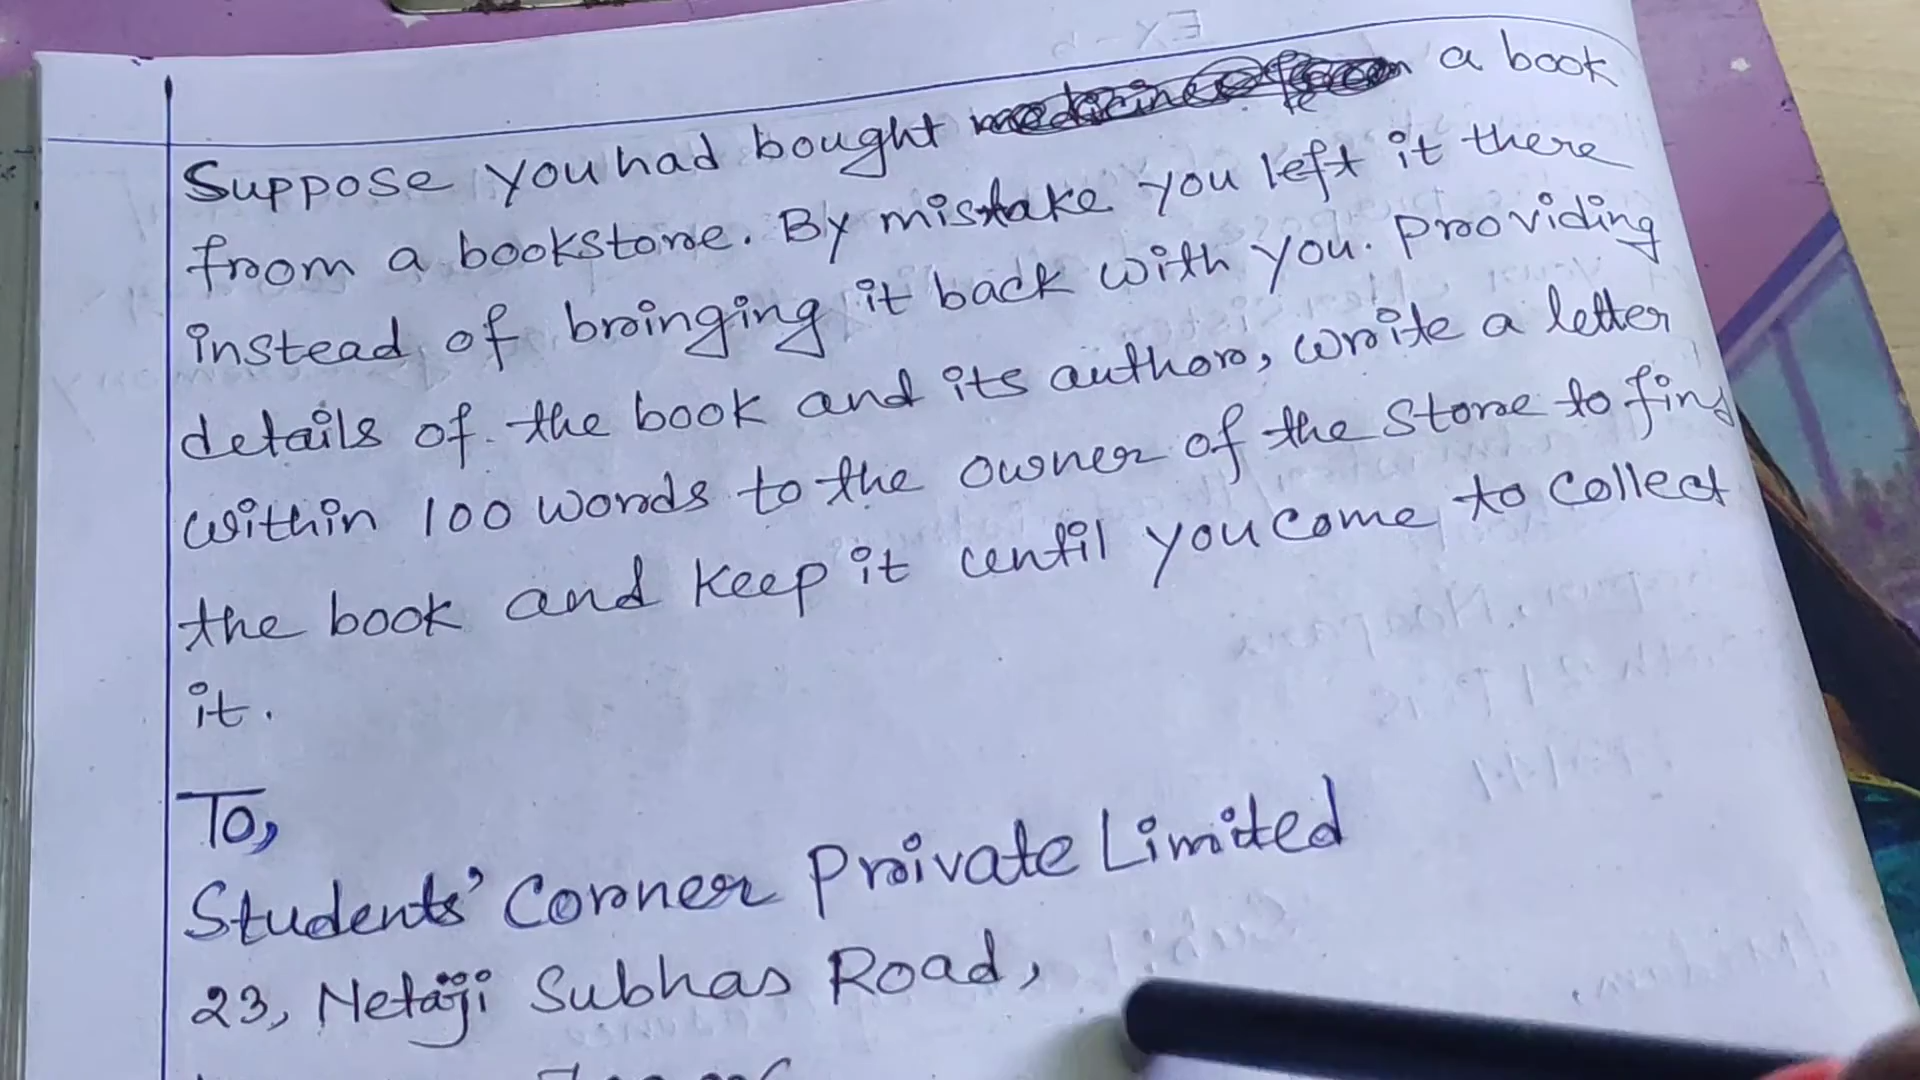 Suppose you had bought a book
from a bookstore. By mistake you left it there
instead of bringing it back with you. Providing
details of the book and its author, write a letter
within 100 words to the owner of the store to find
the book and keep it until you come to collect
it.
To,
Students' Corner Private Limited
23, Netaji Subhas Road,